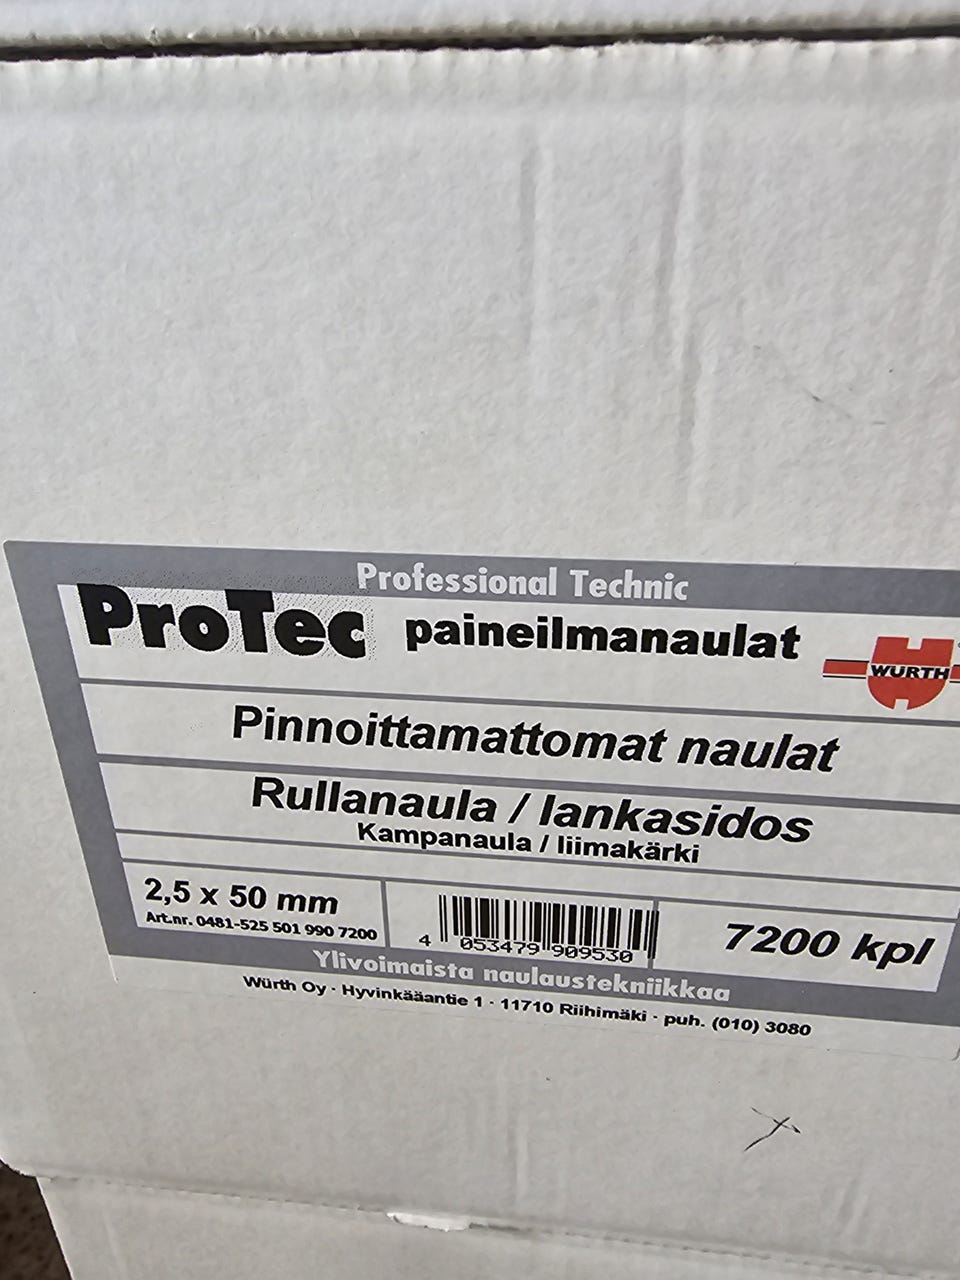 Professional Technic
ProTec paineilmanaulat
WÜRTH
Pinnoittamattomat naulat
Rullanaula / lankasidos
Kampanaula / liimakärki
2,5 x 50 mm
Art.nr. 0481-525 501 990 7200
4 053479 909530
7200 kpl
Ylivoimaista naulaustekniikkaa
Würth Oy · Hyvinkääantie 1 · 11710 Riihimäki · puh. (010) 3080